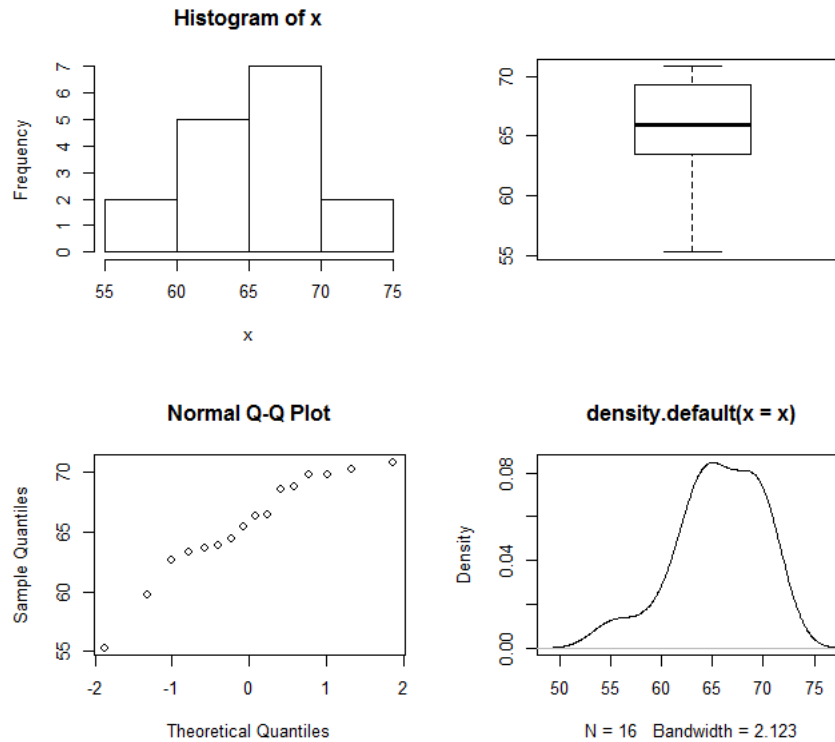 Histogram of x
Frequency
0 1 2 3 4 5 6 7
55 60 65 70 75
x
55 60 65 70
Normal Q-Q Plot
Sample Quantiles
55 60 65 70
-2 -1 0 1 2
Theoretical Quantiles
density.default(x = x)
Density
0.00 0.04 0.08
50 55 60 65 70 75
N = 16 Bandwidth = 2.123